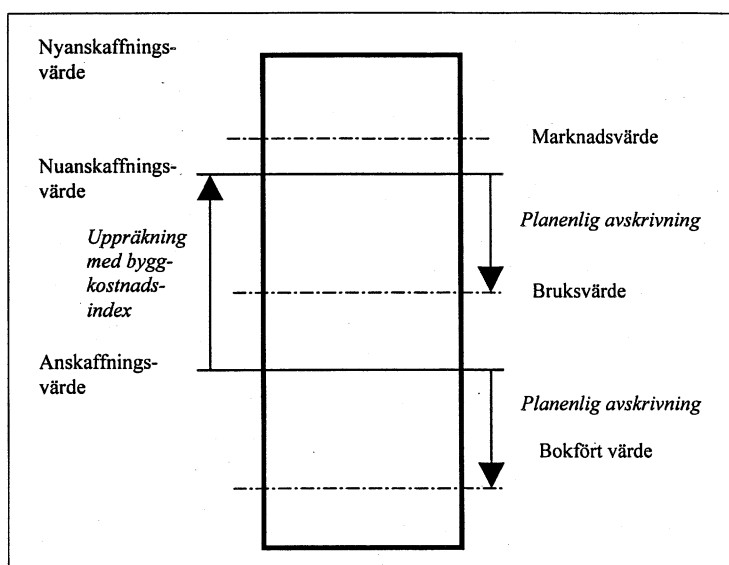 Nyanskaffnings-
värde
Marknadsvärde
Nuanskaffnings-
värde
Planenlig avskrivning
Uppräkning
med bygg-
kostnads-
index
Bruksvärde
Anskaffnings-
värde
Planenlig avskrivning
Bokfört värde